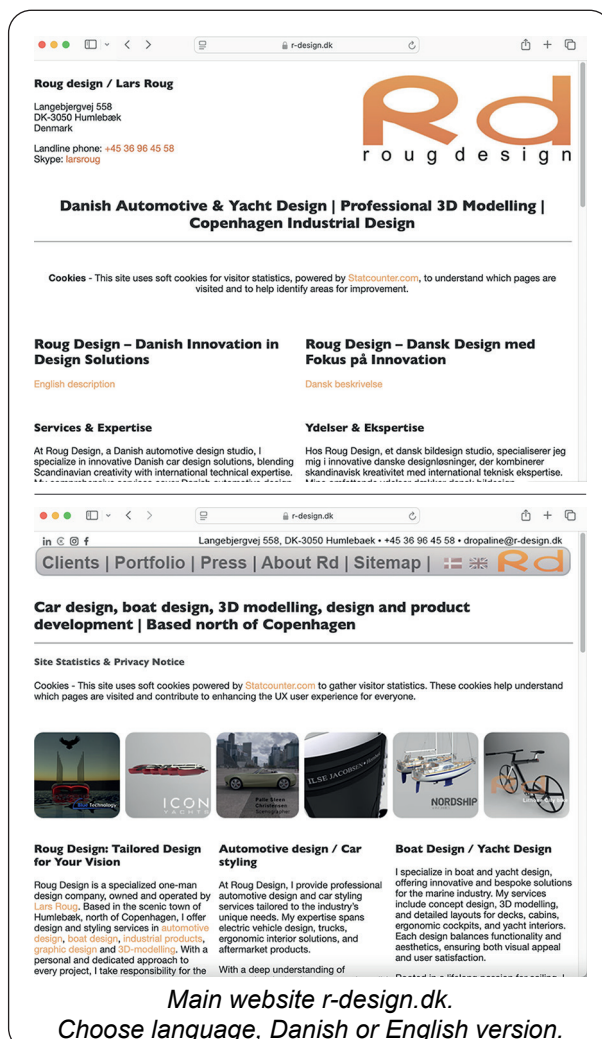 r-design.dk
Roug design / Lars Roug
Langebjergvej 558
DK-3050 Humlebæk
Denmark
Landline phone: +45 36 96 45 58
Skype: larsroug
Rd
rougdesign
Danish Automotive & Yacht Design | Professional 3D Modelling |
Copenhagen Industrial Design
Cookies - This site uses soft cookies for visitor statistics, powered by Statcounter.com, to understand which pages are
visited and to help identify areas for improvement.
Roug Design – Danish Innovation in
Design Solutions
English description
Services & Expertise
At Roug Design, a Danish automotive design studio, I
specialize in innovative Danish car design solutions, blending
Scandinavian creativity with international technical expertise.
Roug Design – Dansk Design med
Fokus på Innovation
Dansk beskrivelse
Ydelser & Ekspertise
Hos Roug Design, et dansk bildesign studio, specialiserer jeg
mig i innovative danske designløsninger, der kombinerer
skandinavisk kreativitet med international teknisk ekspertise.
r-design.dk
Langebjergvej 558, DK-3050 Humlebaek • +45 36 96 45 58 • dropaline@r-design.dk
Clients | Portfolio | Press | About Rd | Sitemap | Rd
Car design, boat design, 3D modelling, design and product
development | Based north of Copenhagen
Site Statistics & Privacy Notice
Cookies - This site uses soft cookies powered by Statcounter.com to gather visitor statistics. These cookies help understand
which pages are visited and contribute to enhancing the UX user experience for everyone.
Blue Technology
ICON
YACHTS
Palle Steen
Christensen
ILSE JACOBSEN
NORDSHIP
Rd
Roug Design: Tailored Design
for Your Vision
Roug Design is a specialized one-man
design company, owned and operated by
Lars Roug. Based in the scenic town of
Humlebæk, north of Copenhagen, I offer
design and styling services in automotive
design, boat design, industrial products,
graphic design and 3D-modelling. With a
personal and dedicated approach to
every project, I take responsibility for the
Automotive design / Car
styling
At Roug Design, I provide professional
automotive design and car styling
services tailored to the industry's
unique needs. My expertise spans
electric vehicle design, trucks,
ergonomic interior solutions, and
aftermarket products.
With a deep understanding of
Boat Design / Yacht Design
I specialize in boat and yacht design,
offering innovative and bespoke solutions
for the marine industry. My services
include concept design, 3D modelling,
and detailed layouts for decks, cabins,
ergonomic cockpits, and yacht interiors.
Each design balances functionality and
aesthetics, ensuring both visual appeal
and user satisfaction.
Main website r-design.dk.
Choose language, Danish or English version.